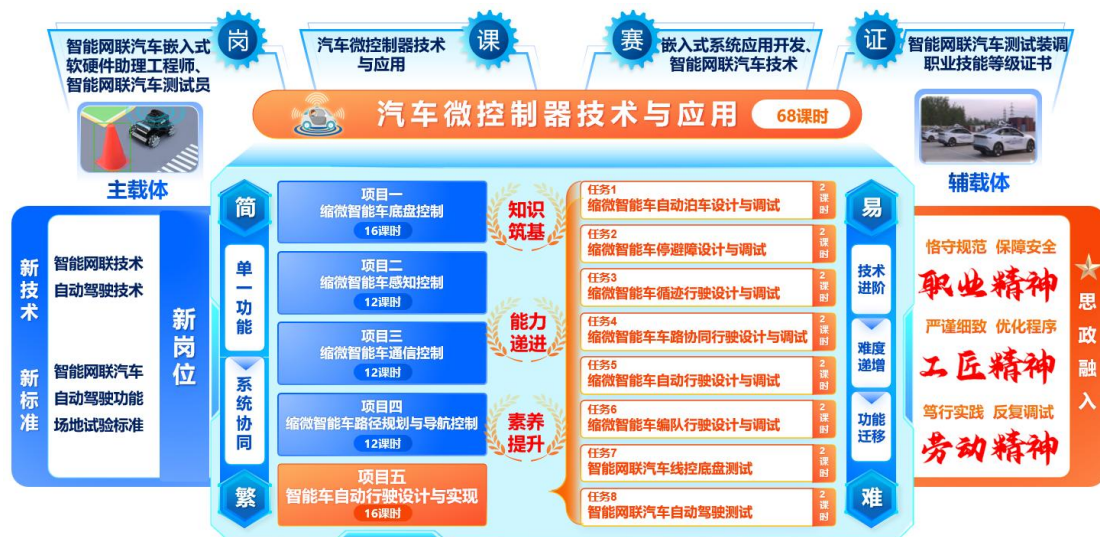 智能网联汽车嵌入式
软硬件助理工程师、
智能网联汽车测试员
岗
汽车微控制器技术
与应用
课
赛
嵌入式系统应用开发、
智能网联汽车技术
证
智能网联汽车测试装调
职业技能等级证书
汽车微控制器技术与应用
68课时
主载体
辅载体
新技术
智能网联技术
自动驾驶技术
新标准
智能网联汽车
自动驾驶功能
场地试验标准
新岗位
简
单一功能
系统协同
繁
项目一
缩微智能车底盘控制
16课时
项目二
缩微智能车感知控制
12课时
项目三
缩微智能车通信控制
12课时
项目四
缩微智能车路径规划与导航控制
12课时
项目五
智能车自动行驶设计与实现
16课时
知识
筑基
能力
递进
素养
提升
任务1
缩微智能车自动泊车设计与调试
2课时
任务2
缩微智能车停避障设计与调试
2课时
任务3
缩微智能车循迹行驶设计与调试
2课时
任务4
缩微智能车车路协同行驶设计与调试
2课时
任务5
缩微智能车自动行驶设计与调试
2课时
任务6
缩微智能车编队行驶设计与调试
2课时
任务7
智能网联汽车线控底盘测试
2课时
任务8
智能网联汽车自动驾驶测试
2课时
易
技术
进阶
难度
递增
功能
迁移
难
恪守规范 保障安全
职业精神
严谨细致 优化程序
工匠精神
笃行实践 反复调试
劳动精神
思政融入